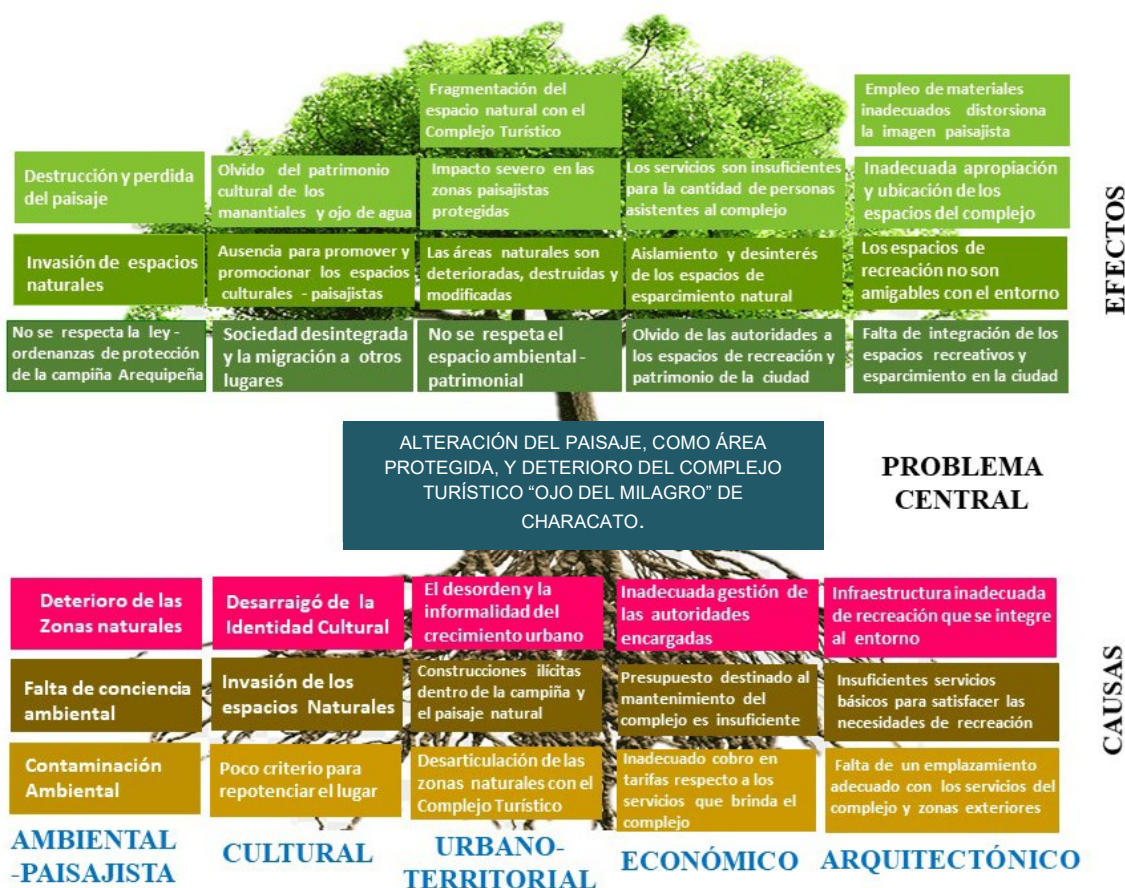 Fragmentación del
espacio natural con el
Complejo Turístico
Empleo de materiales
inadecuados distorsiona
la imagen paisajista
Destrucción y perdida
del paisaje
Olvido del patrimonio
cultural de los
manantiales y ojo de agua
Impacto severo en las
zonas paisajistas
protegidas
Los servicios son insuficientes
para la cantidad de personas
asistentes al complejo
Inadecuada apropiación
y ubicación de los
espacios del complejo
Invasión de espacios
naturales
Ausencia para promover y
promocionar los espacios
culturales - paisajistas
Las áreas naturales son
deterioradas, destruidas y
modificadas
Aislamiento y desinterés
de los espacios de
esparcimiento natural
Los espacios de
recreación no son
amigables con el entorno
No se respecta la ley -
ordenanzas de protección
de la campiña Arequipeña
Sociedad desintegrada
y la migración a otros
lugares
No se respeta el
espacio ambiental -
patrimonial
Olvido de las autoridades a
los espacios de recreación y
patrimonio de la ciudad
Falta de integración de los
espacios recreativos y
esparcimiento en la ciudad
EFECTOS
ALTERACIÓN DEL PAISAJE, COMO ÁREA
PROTEGIDA, Y DETERIORO DEL COMPLEJO
TURÍSTICO “OJO DEL MILAGRO” DE
CHARACATO.
PROBLEMA
CENTRAL
Deterioro de las
Zonas naturales
Desarraigó de la
Identidad Cultural
El desorden y la
informalidad del
crecimiento urbano
Inadecuada gestión de
las autoridades
encargadas
Infraestructura inadecuada
de recreación que se integre
al entorno
Falta de conciencia
ambiental
Invasión de los
espacios Naturales
Construcciones ilícitas
dentro de la campiña y
el paisaje natural
Presupuesto destinado al
mantenimiento del
complejo es insuficiente
Insuficientes servicios
básicos para satisfacer las
necesidades de recreación
Contaminación
Ambiental
Poco criterio para
repotenciar el lugar
Desarticulación de las
zonas naturales con el
Complejo Turístico
Inadecuado cobro en
tarifas respecto a los
servicios que brinda el
complejo
Falta de un emplazamiento
adecuado con los servicios del
complejo y zonas exteriores
CAUSAS
AMBIENTAL
-PAISAJISTA
CULTURAL
URBANO-
TERRITORIAL
ECONÓMICO
ARQUITECTÓNICO